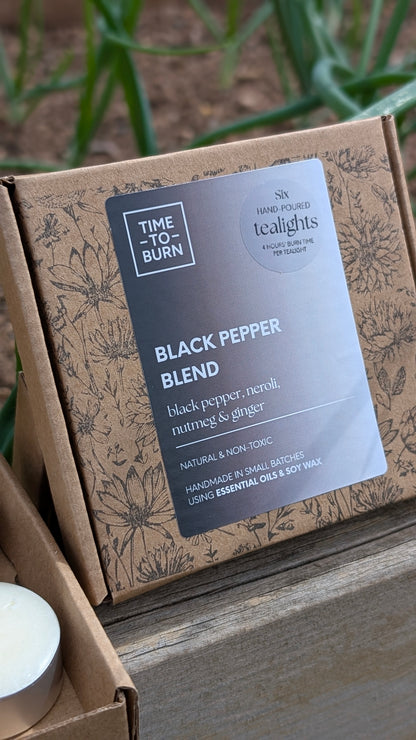 TIME
-TO-
BURN
Six
HAND-POURED
tealights
4 HOURS' BURN TIME
PER TEALIGHT
BLACK PEPPER
BLEND
black pepper, neroli,
nutmeg & ginger
NATURAL & NON-TOXIC
HANDMADE IN SMALL BATCHES
USING ESSENTIAL OILS & SOY WAX